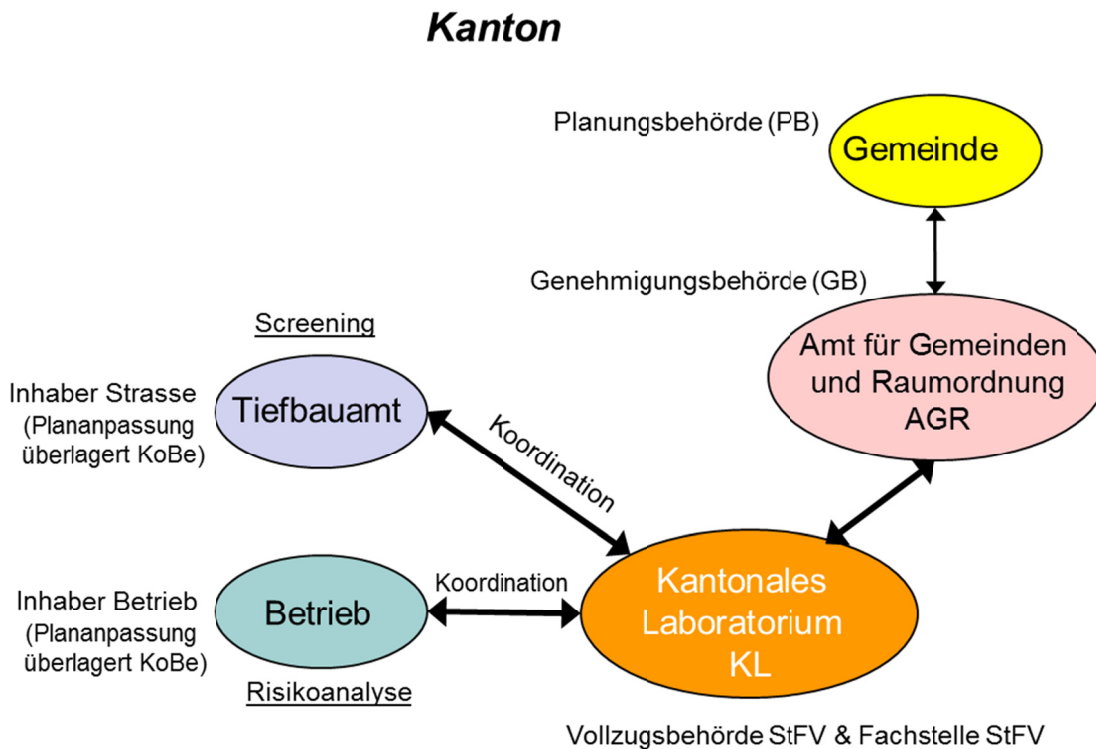 Kanton
Planungsbehörde (PB)
Gemeinde
Genehmigungsbehörde (GB)
Amt für Gemeinden
und Raumordnung
AGR
Screening
Inhaber Strasse
(Plananpassung
überlagert KoBe)
Tiefbauamt
Koordination
Inhaber Betrieb
(Plananpassung
überlagert KoBe)
Betrieb
Koordination
Kantonales
Laboratorium
KL
Risikoanalyse
Vollzugsbehörde StFV & Fachstelle StFV